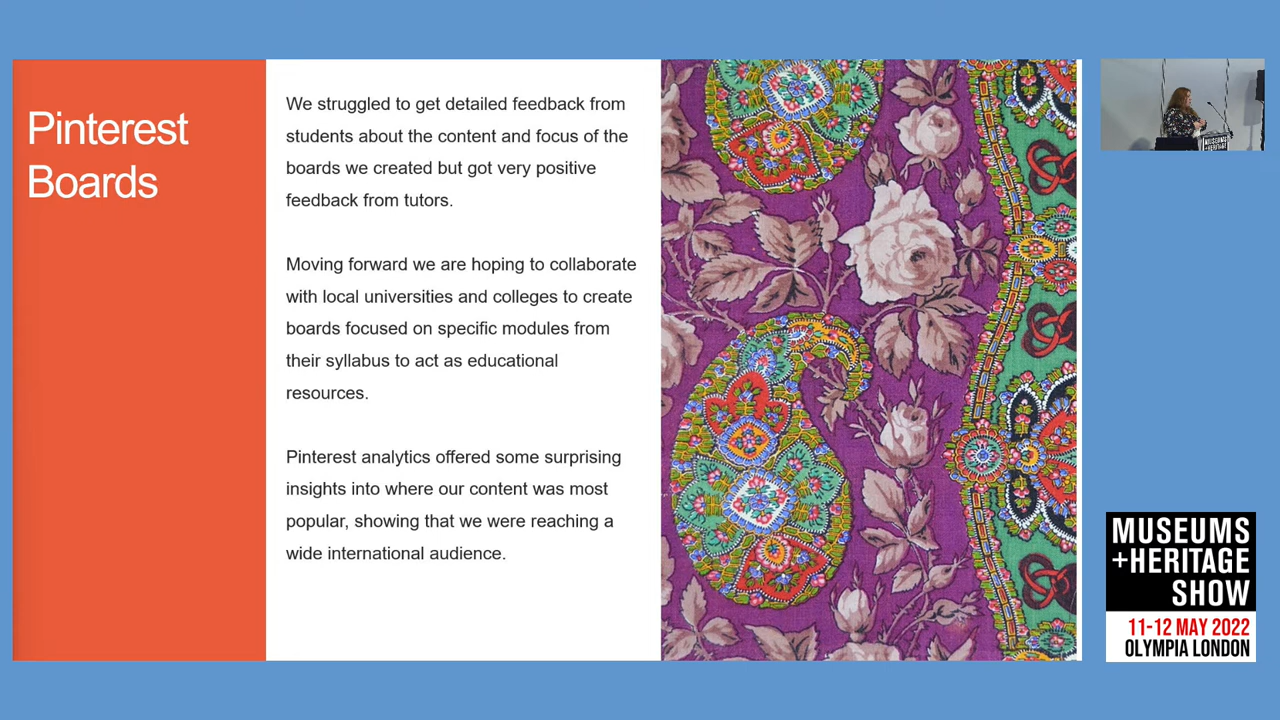 Pinterest
Boards
We struggled to get detailed feedback from
students about the content and focus of the
boards we created but got very positive
feedback from tutors.
Moving forward we are hoping to collaborate
with local universities and colleges to create
boards focused on specific modules from
their syllabus to act as educational
resources.
Pinterest analytics offered some surprising
insights into where our content was most
popular, showing that we were reaching a
wide international audience.
MUSEUMS
+HERITAGE
MUSEUMS
+HERITAGE
SHOW
11-12 MAY 2022
OLYMPIA LONDON